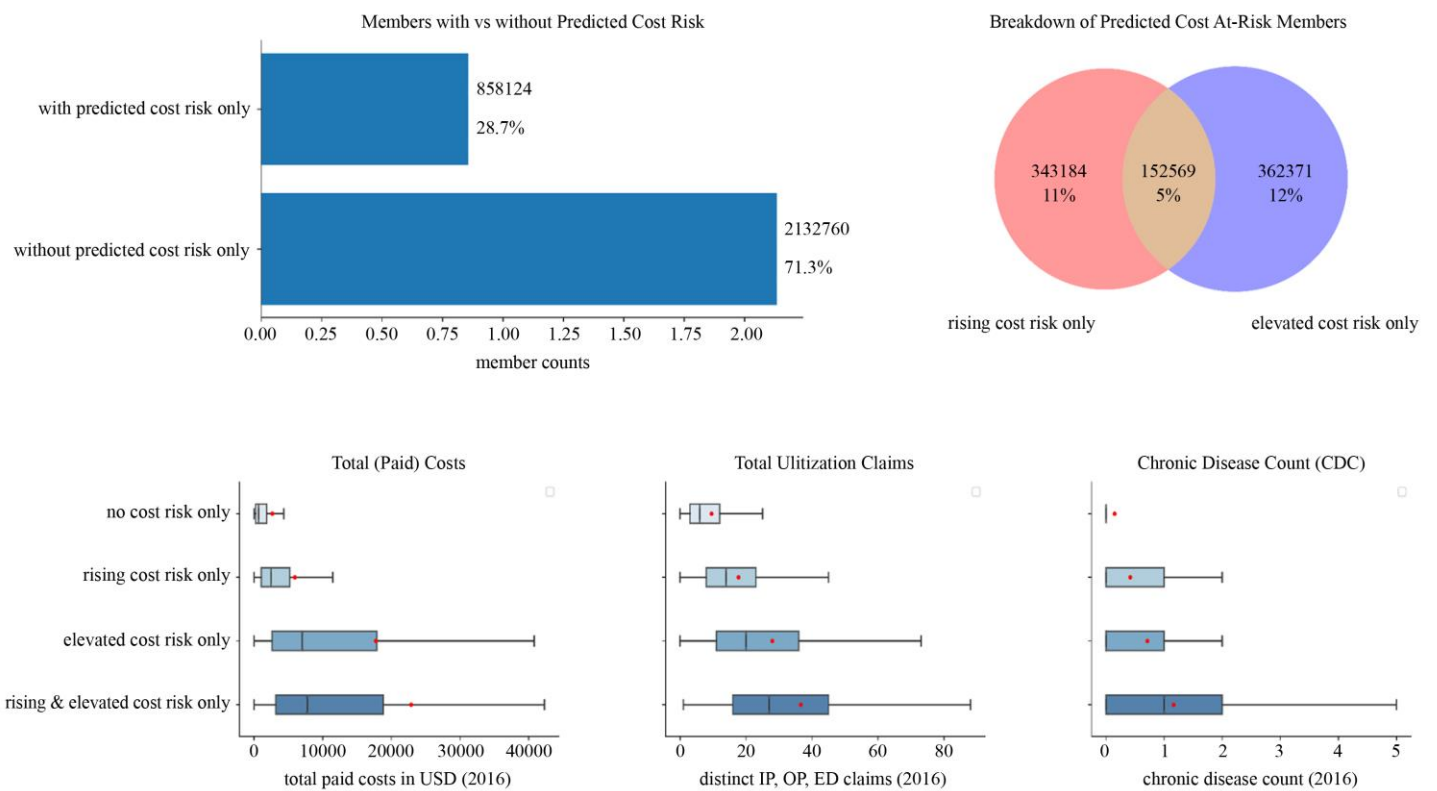 Members with vs without Predicted Cost Risk
with predicted cost risk only
858124
28.7%
without predicted cost risk only
2132760
71.3%
0.00 0.25 0.50 0.75 1.00 1.25 1.50 1.75 2.00
member counts
Breakdown of Predicted Cost At-Risk Members
343184
11%
152569
5%
362371
12%
rising cost risk only
elevated cost risk only
Total (Paid) Costs
no cost risk only
rising cost risk only
elevated cost risk only
rising & elevated cost risk only
0 10000 20000 30000 40000
total paid costs in USD (2016)
Total Ulitization Claims
0 20 40 60 80
distinct IP, OP, ED claims (2016)
Chronic Disease Count (CDC)
0 1 2 3 4 5
chronic disease count (2016)